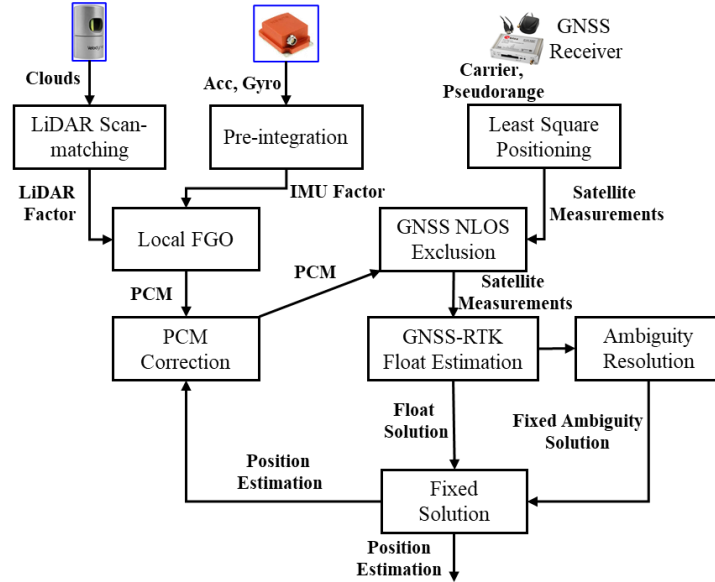 GNSS
Receiver
Clouds
Acc, Gyro
Carrier,
Pseudorange
LiDAR Scan-
matching
Pre-integration
Least Square
Positioning
LiDAR
Factor
IMU Factor
Satellite
Measurements
Local FGO
GNSS NLOS
Exclusion
PCM
PCM
Satellite
Measurements
PCM
Correction
GNSS-RTK
Float Estimation
Ambiguity
Resolution
Float
Solution
Fixed Ambiguity
Solution
Position
Estimation
Fixed
Solution
Position
Estimation